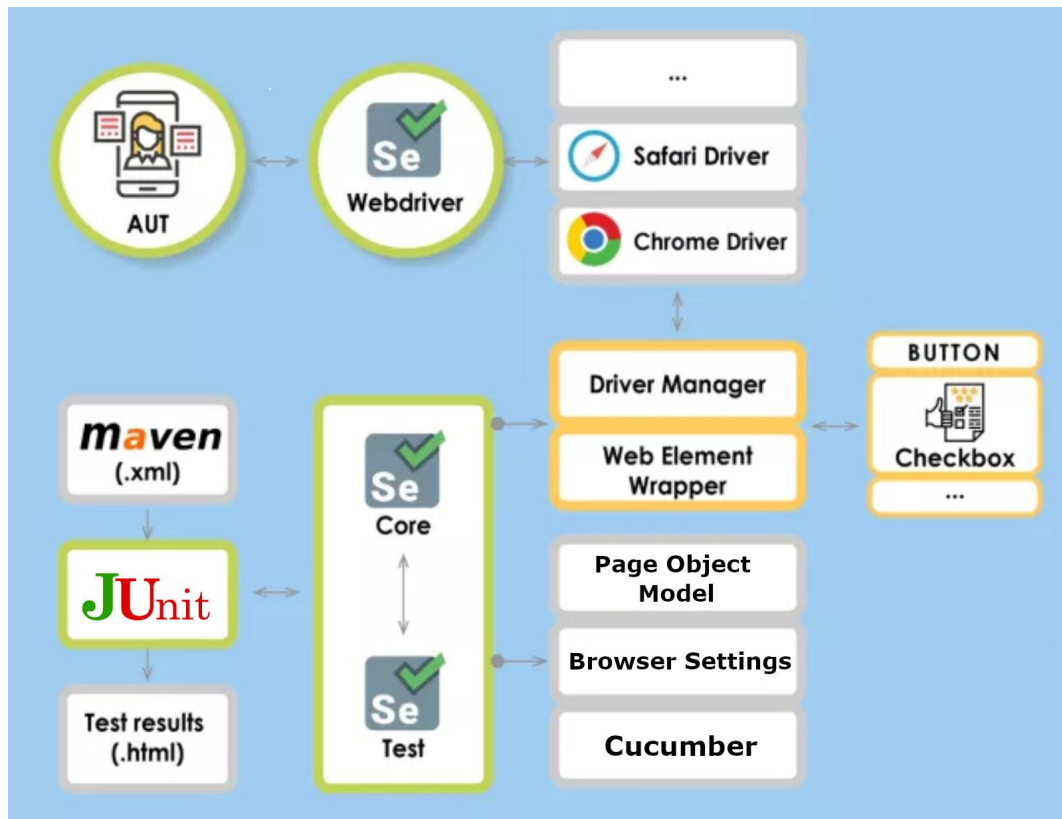 ...
Safari Driver
Chrome Driver
AUT
Se
Webdriver
BUTTON
Checkbox
...
Driver Manager
Web Element
Wrapper
maven
(.xml)
Se
Core
JUnit
Page Object
Model
Browser Settings
Cucumber
Se
Test
Test results
(.html)